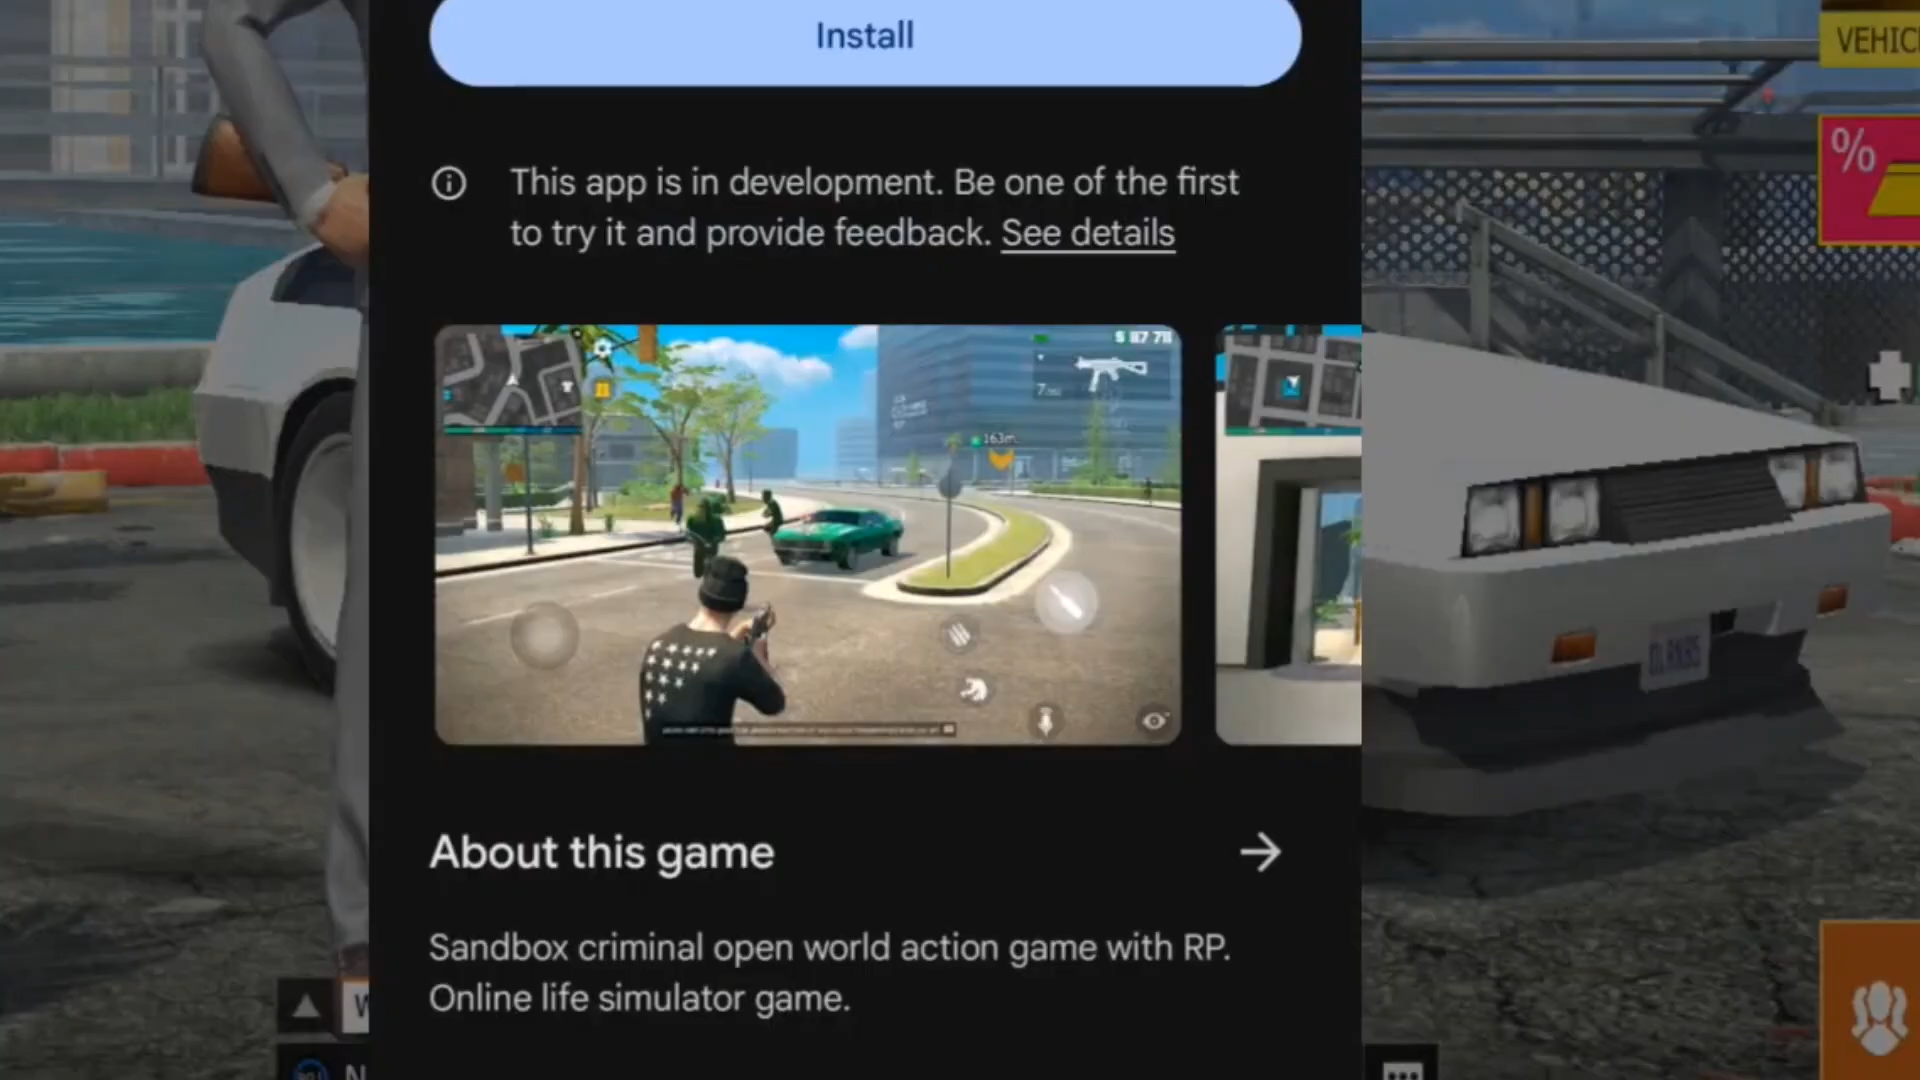 Install
VEHIC
%
This app is in development. Be one of the first
to try it and provide feedback. See details
163m
About this game
Sandbox criminal open world action game with RP.
Online life simulator game.